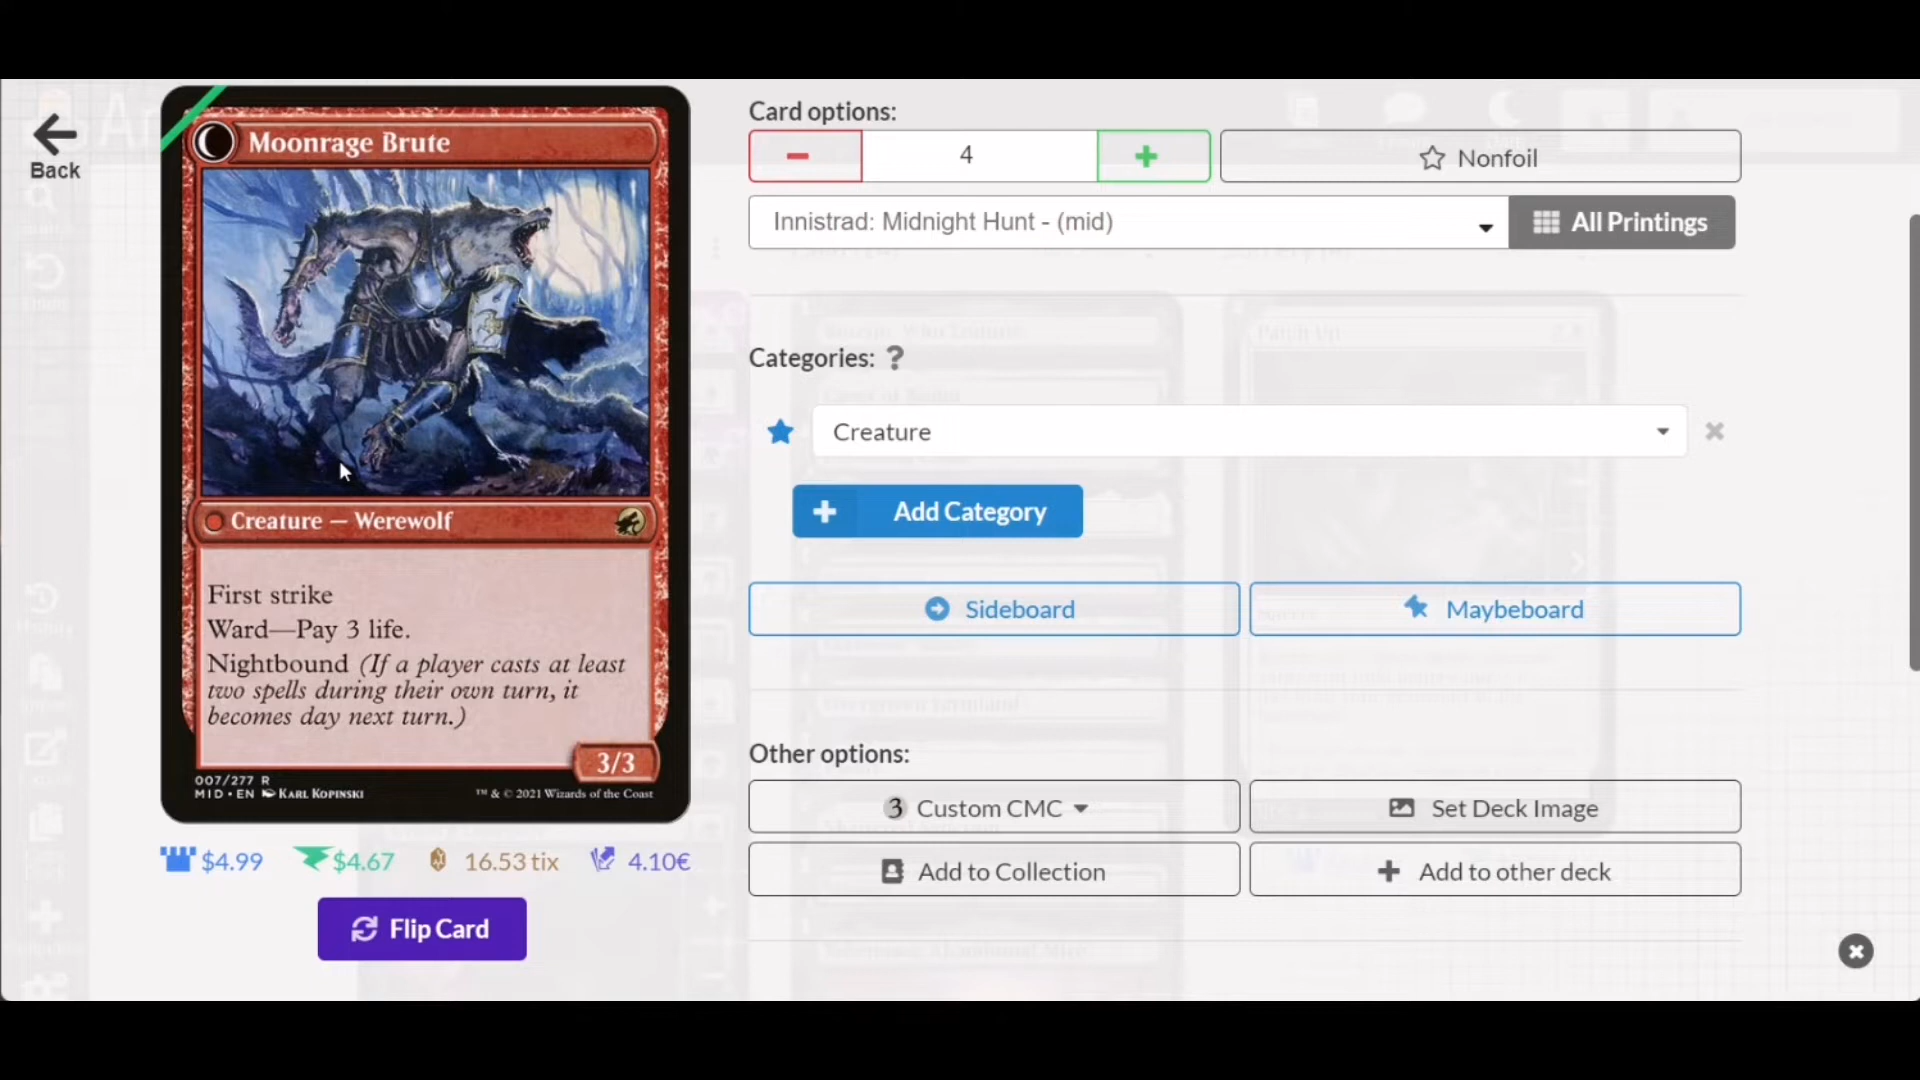 Back
Moonrage Brute
Creature — Werewolf
First strike
Ward—Pay 3 life.
Nightbound (If a player casts at least
two spells during their own turn, it
becomes day next turn.)
3/3
007/277 R
MID • EN KARL KOPINSKI
™ & © 2021 Wizards of the Coast
$4.99
$4.67
16.53 tix
4.10€
Flip Card
Card options:
4
Nonfoil
Innistrad: Midnight Hunt - (mid)
All Printings
Categories: ?
Creature
Add Category
Sideboard
Maybeboard
Other options:
3 Custom CMC
Set Deck Image
Add to Collection
Add to other deck
Patch Up